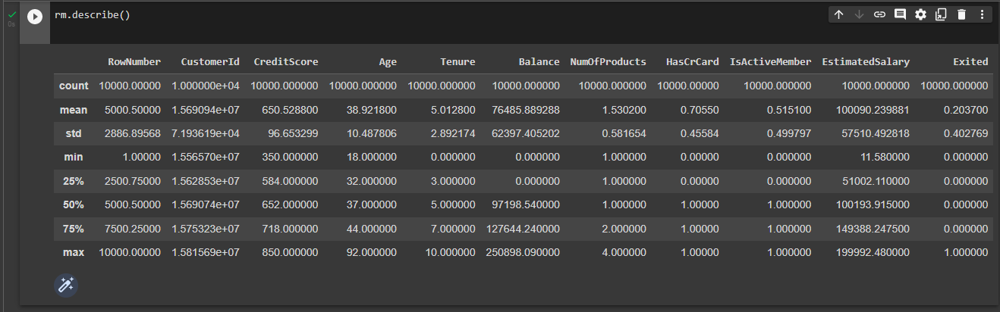 rm.describe()
0s
RowNumber CustomerId CreditScore Age Tenure Balance NumOfProducts HasCrCard IsActiveMember EstimatedSalary Exited
count 10000.00000 1.000000e+04 10000.000000 10000.000000 10000.000000 10000.000000 10000.000000 10000.00000 10000.000000 10000.000000 10000.000000
mean 5000.50000 1.569094e+07 650.528800 38.921800 5.012800 76485.889288 1.530200 0.70550 0.515100 100090.239881 0.203700
std 2886.89568 7.193619e+04 96.653299 10.487806 2.892174 62397.405202 0.581654 0.45584 0.499797 57510.492818 0.402769
min 1.00000 1.556570e+07 350.000000 18.000000 0.000000 0.000000 1.000000 0.00000 0.000000 11.580000 0.000000
25% 2500.75000 1.562853e+07 584.000000 32.000000 3.000000 0.000000 1.000000 0.00000 0.000000 51002.110000 0.000000
50% 5000.50000 1.569074e+07 652.000000 37.000000 5.000000 97198.540000 1.000000 1.00000 1.000000 100193.915000 0.000000
75% 7500.25000 1.575323e+07 718.000000 44.000000 7.000000 127644.240000 2.000000 1.00000 1.000000 149388.247500 0.000000
max 10000.00000 1.581569e+07 850.000000 92.000000 10.000000 250898.090000 4.000000 1.00000 1.000000 199992.480000 1.000000